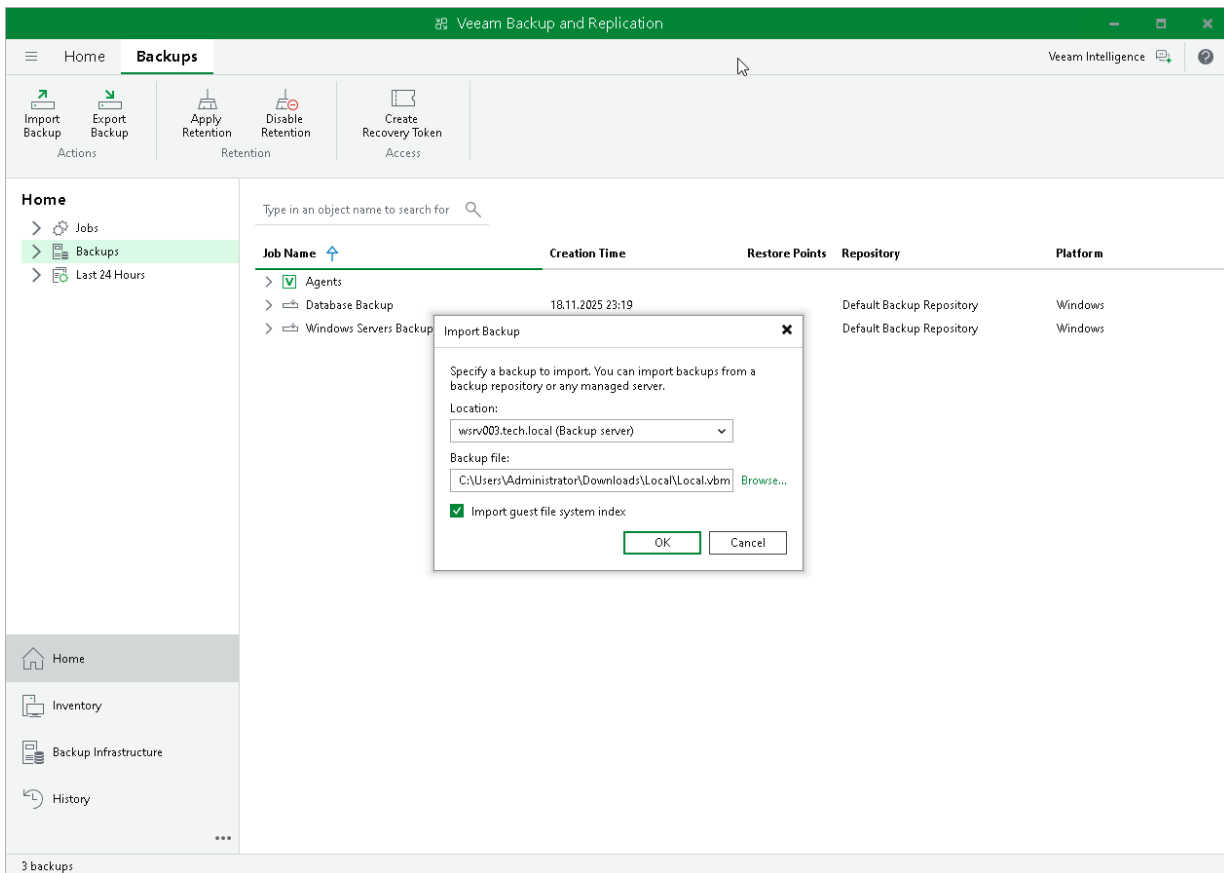 Veeam Backup and Replication
Home
Backups
Veeam Intelligence
Import Backup
Export Backup
Apply Retention
Disable Retention
Create Recovery Token
Actions
Retention
Access
Home
Jobs
Backups
Last 24 Hours
Type in an object name to search for
Job Name Creation Time Restore Points Repository Platform
Agents
Database Backup 18.11.2025 23:19 Default Backup Repository Windows
Windows Servers Backup Default Backup Repository Windows
Import Backup
Specify a backup to import. You can import backups from a
backup repository or any managed server.
Location:
wsrv003.tech.local (Backup server)
Backup file:
C:\Users\Administrator\Downloads\Local\Local.vbm Browse...
Import guest file system index
OK Cancel
Home
Inventory
Backup Infrastructure
History
3 backups